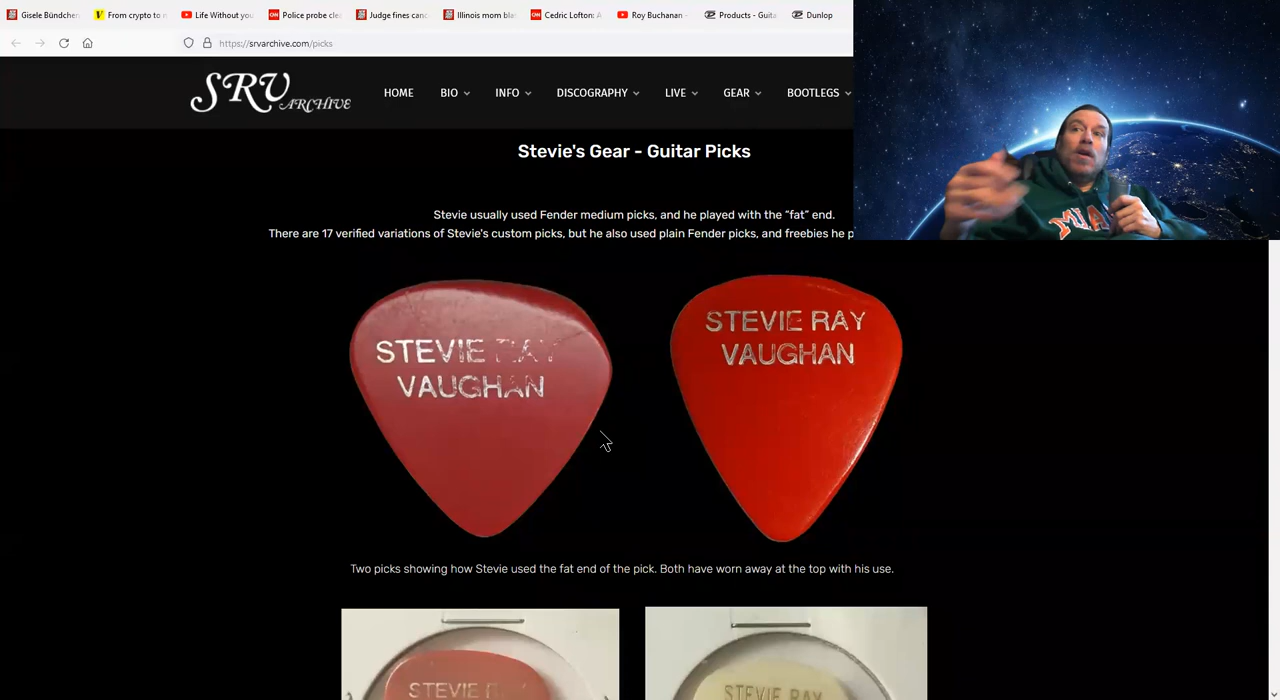 Gisele Bündchen
From crypto to n
Life Without you
Police probe cle
Judge fines canc
Illinois mom bla
Cedric Lofton: A
Roy Buchanan -
Products - Guita
Dunlop
https://srvarchive.com/picks
SRV ARCHIVE
HOME
BIO
INFO
DISCOGRAPHY
LIVE
GEAR
BOOTLEGS
MIA
Stevie's Gear - Guitar Picks
Stevie usually used Fender medium picks, and he played with the “fat” end.
There are 17 verified variations of Stevie's custom picks, but he also used plain Fender picks, and freebies he p
STEVIE RAY
VAUGHAN
STEVIE RAY
VAUGHAN
Two picks showing how Stevie used the fat end of the pick. Both have worn away at the top with his use.
STEVIE
STEVIE RAY